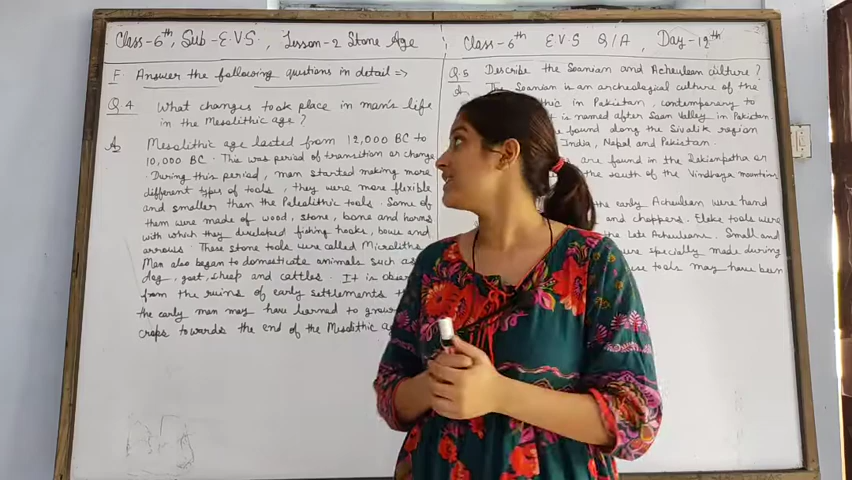 Class-6th, Sub-E.V.S, Lesson-2 Stone Age
F Answer the following qustions in detail =>
Q.4 What changes took place in man's life
in the Mesolithic age?
A Mesolithic age lasted from 12,000 BC to
10,000 BC. This was period of transition or change
. During this period, man started making more
different types of tools, they were more flexible
and smaller than the Paleolithic tools. Some of
them were made of wood, stone, bone and horns
with which they developed fishing hooks, bows and
arrows. These stone tools were called Microliths
Man also began to domesticate animals such as
dog, goat, sheep and cattles. It is observ
from the ruins of early settlements
the early man may have learned to grow
crops towards the end of the Misolithic
Class-6th E.V.S Q/A, Day-12th
Q.5 Describe the Soanian and Acheulean culture?
A The Soanian is an archeological culture of the
in Pakistan, contemporary to
is named after Soan Valley in Pakistan.
found along the Sivalik region
India, Nepal and Pakistan.
are found in the
the south of the Vindhaya mountains
the early Acheulean were hand
and choppers. Eleke tools were
the late Acheuleans. Small and
were specially made during
tools may have been